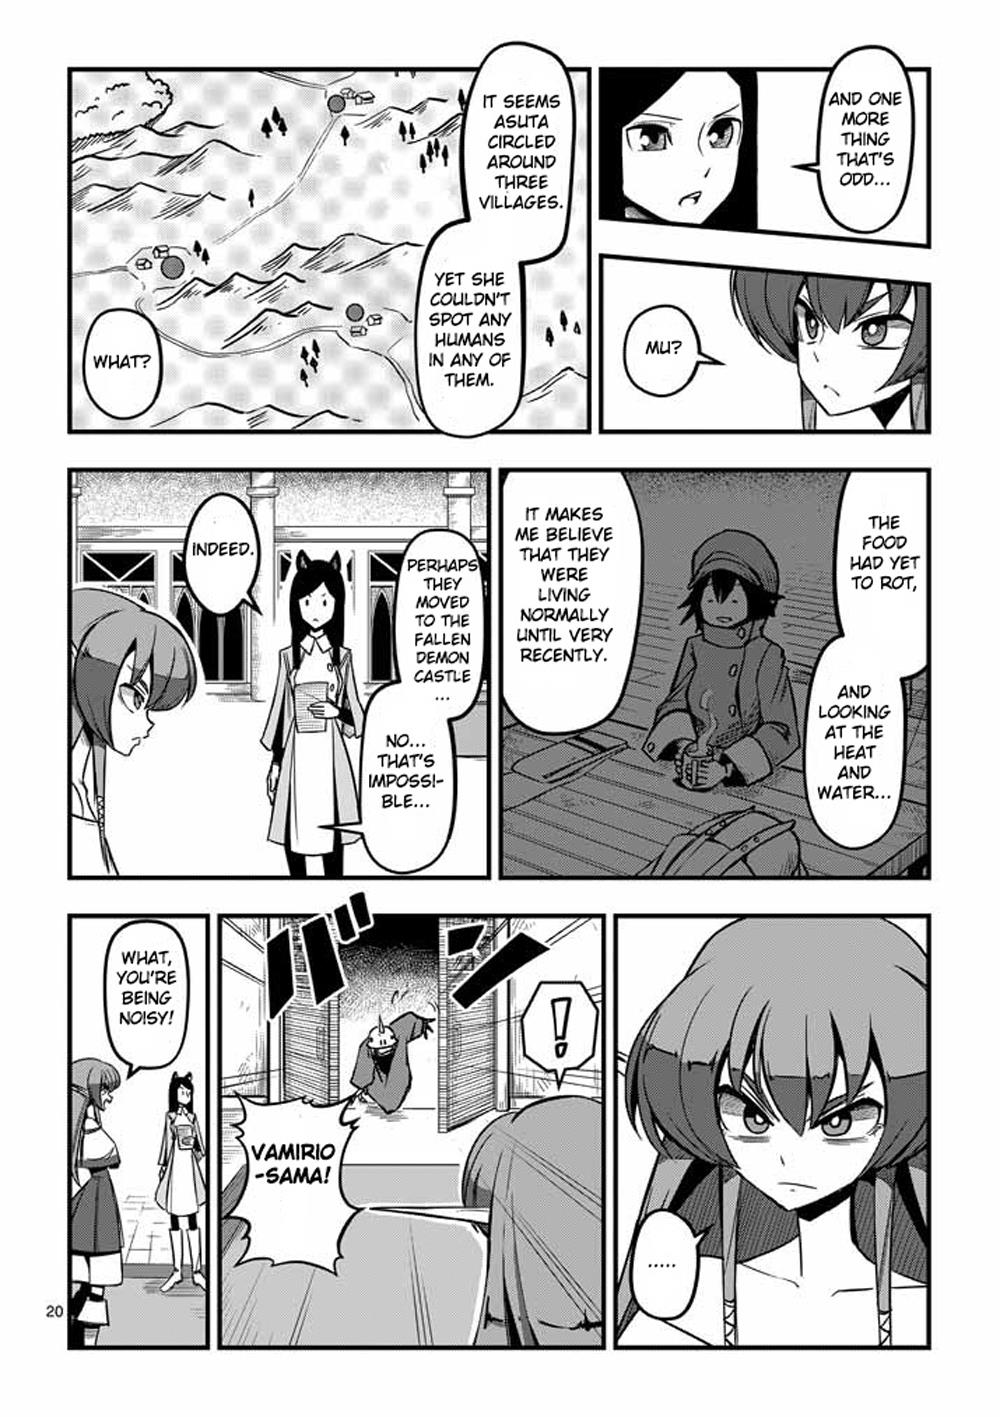 AND ONE
MORE
THING
THAT'S
ODD...
IT SEEMS
ASUTA
CIRCLED
AROUND
THREE
VILLAGES.
YET SHE
COULDN'T
SPOT ANY
HUMANS
IN ANY OF
THEM.
WHAT?
MU?
THE
FOOD
HAD YET
TO ROT,
AND
LOOKING
AT THE
HEAT
AND
WATER...
IT MAKES
ME BELIEVE
THAT THEY
WERE
LIVING
NORMALLY
UNTIL VERY
RECENTLY.
PERHAPS
THEY
MOVED
TO THE
FALLEN
DEMON
CASTLE
...
NO...
THAT'S
IMPOSSI-
BLE...
INDEED.
.....
バン
!
VAMIRIO
-SAMA!
WHAT,
YOU'RE
BEING
NOISY!
20